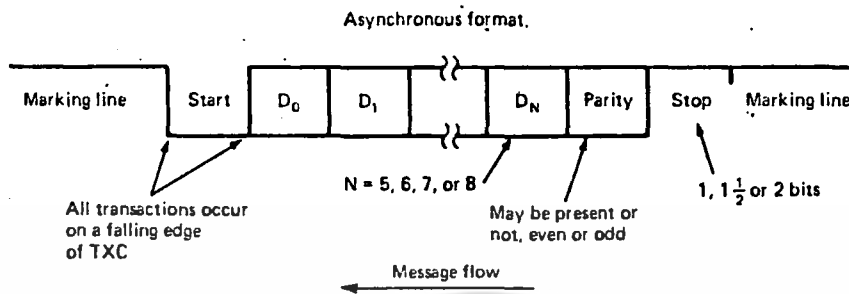 Asynchronous format.
Marking line
Start
D0
D1
DN
Parity
Stop
Marking line
N = 5, 6, 7, or 8
1, 1 1/2 or 2 bits
All transactions occur
on a falling edge
of TXC
May be present or
not, even or odd
Message flow